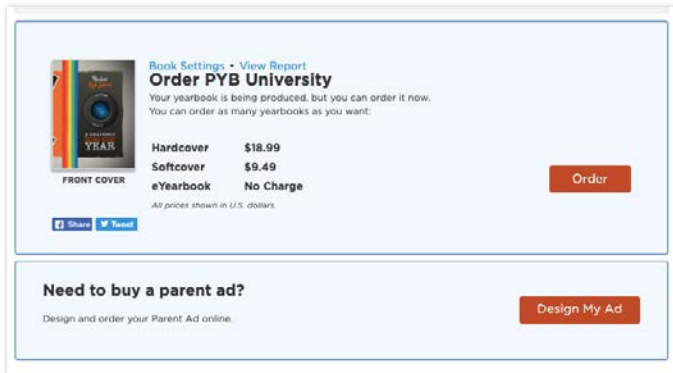 Book Settings • View Report
Order PYB University
Your yearbook is being produced, but you can order it now.
You can order as many yearbooks as you want:
YEAR
FRONT COVER
Hardcover $18.99
Softcover $9.49
eYearbook No Charge
All prices shown in U.S. dollars.
Order
Share Tweet
Need to buy a parent ad?
Design and order your Parent Ad online.
Design My Ad